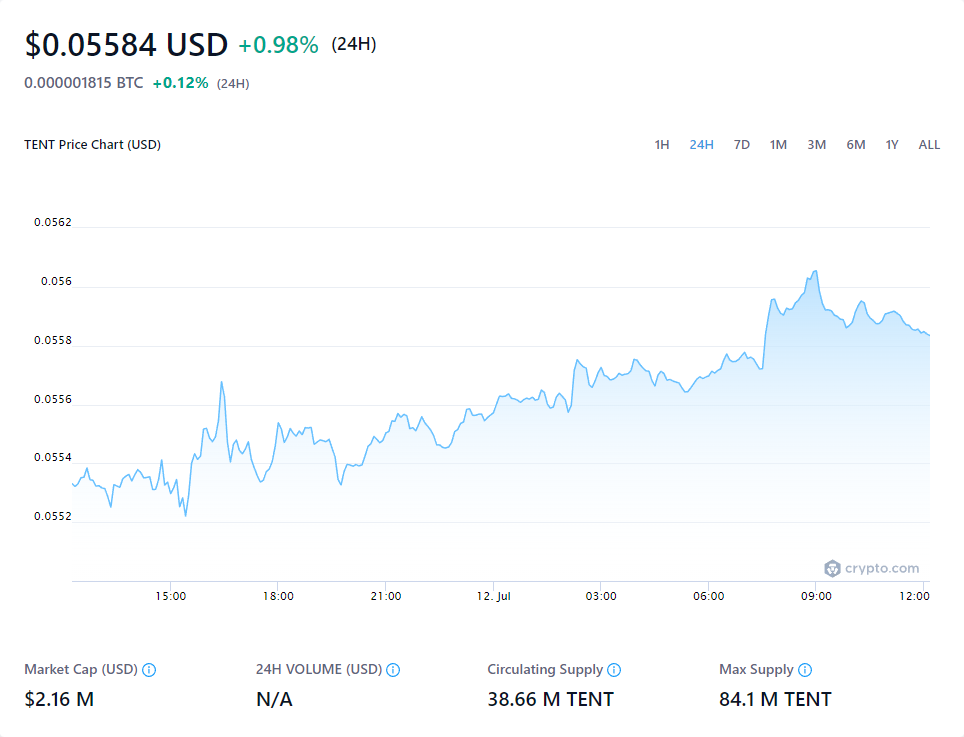 $0.05584 USD +0.98% (24H)
0.000001815 BTC +0.12% (24H)
TENT Price Chart (USD)
1H 24H 7D 1M 3M 6M 1Y ALL
0.0562
0.056
0.0558
0.0556
0.0554
0.0552
crypto.com
15:00 18:00 21:00 12. Jul 03:00 06:00 09:00 12:00
Market Cap (USD) 24H VOLUME (USD) Circulating Supply Max Supply
$2.16 M N/A 38.66 M TENT 84.1 M TENT